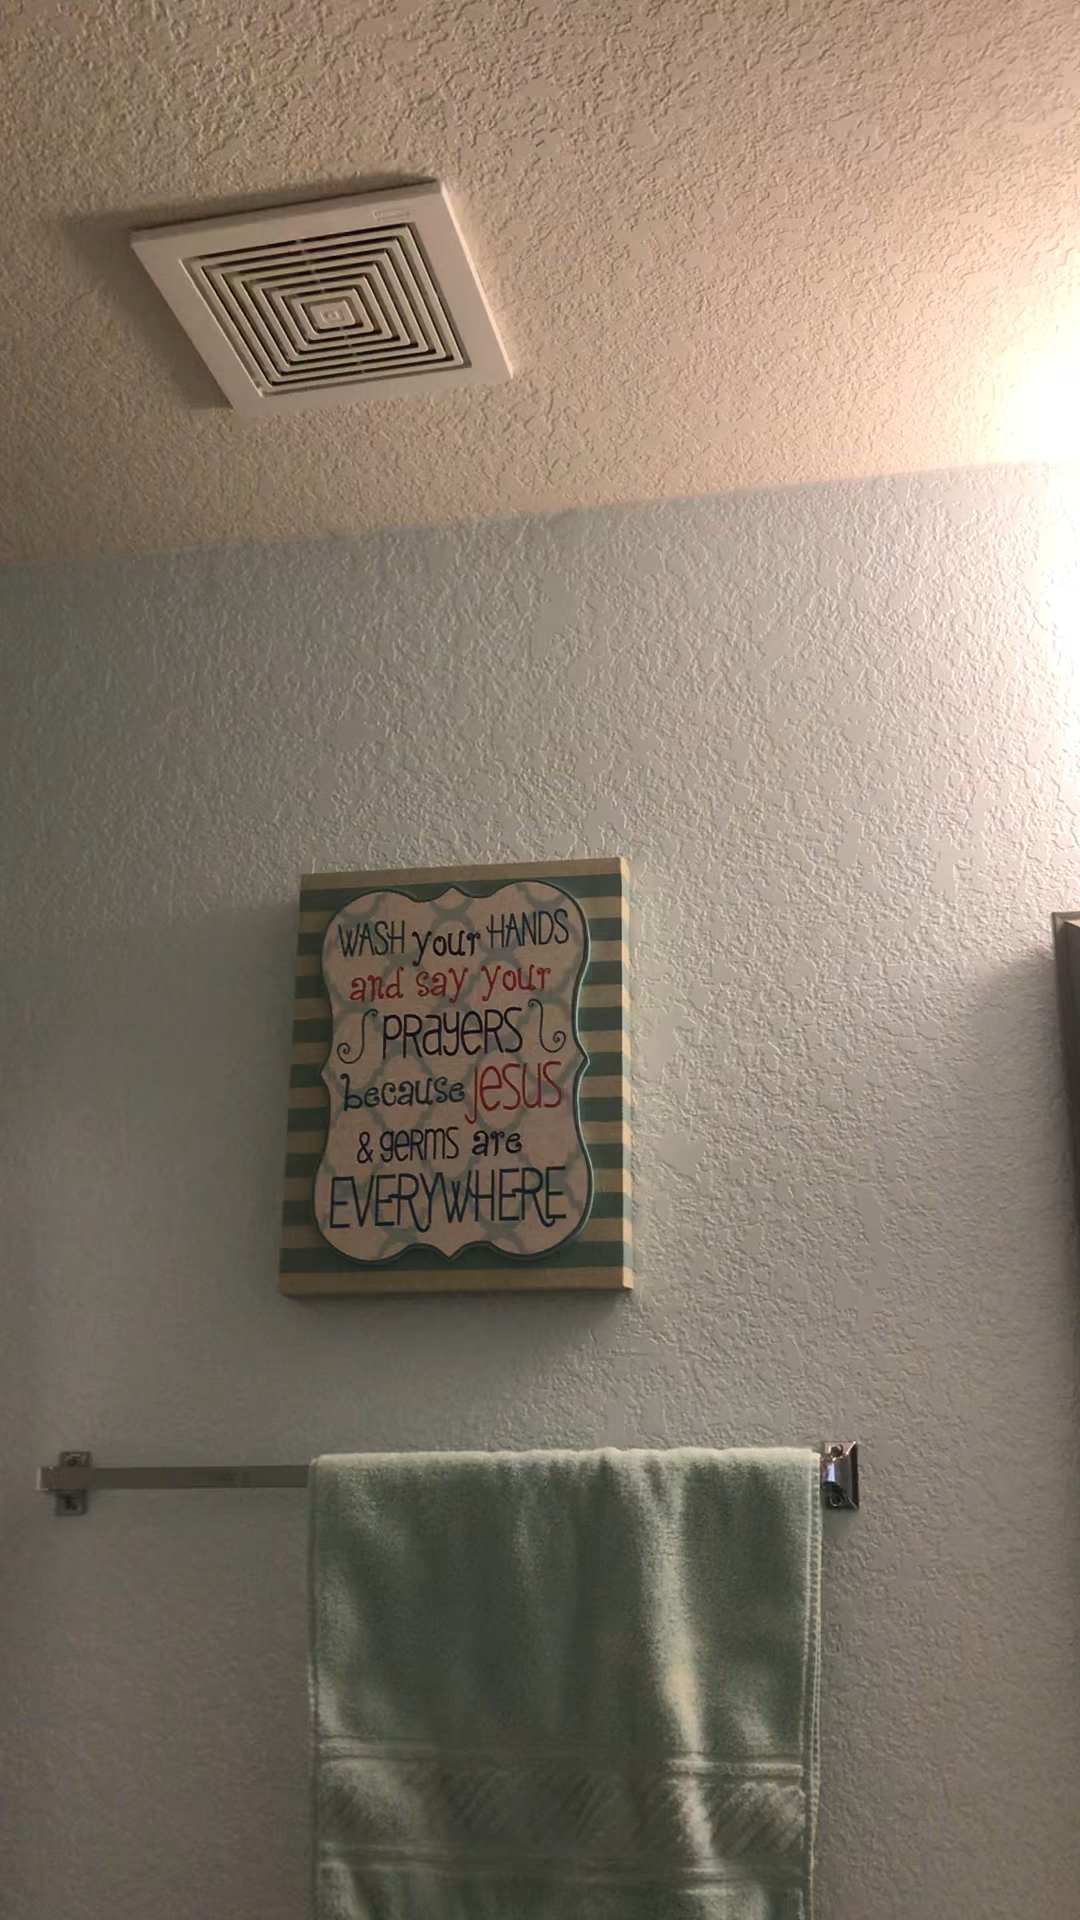 WASH your HANDS
and say your
PRayeRS
because jesus
& geRMS are
EVERYWHERE